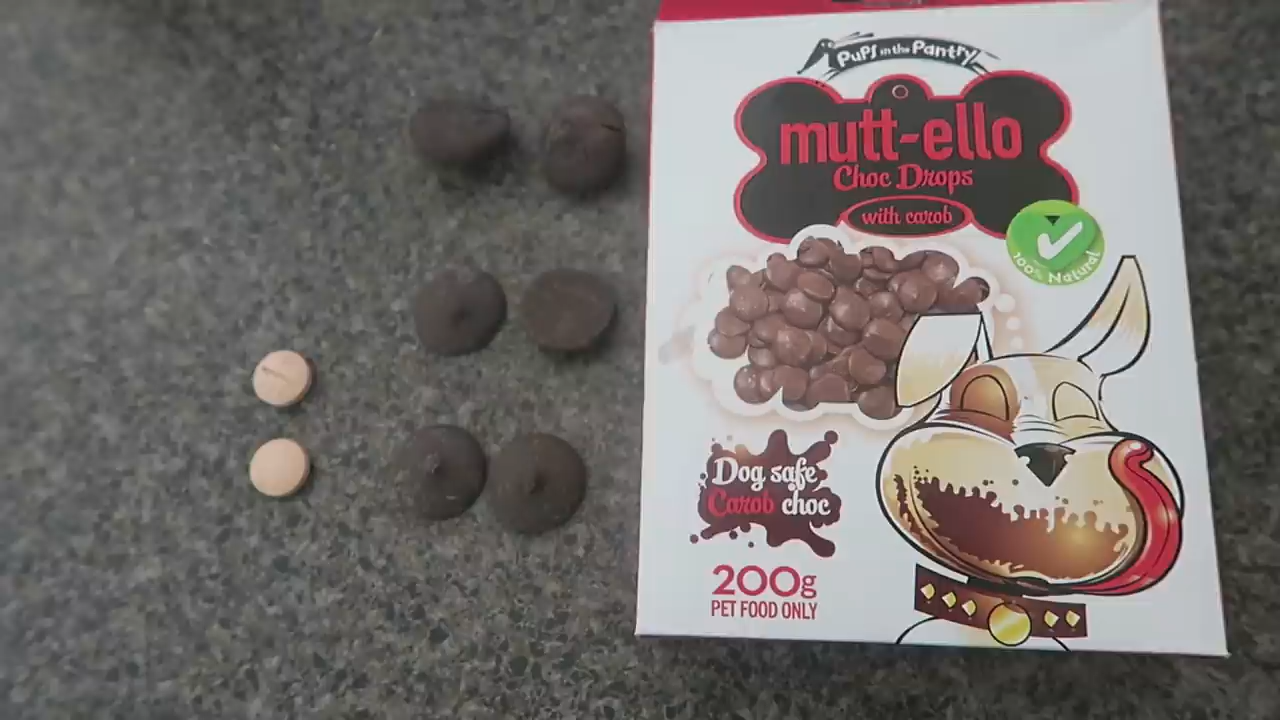 Pups in the Pantry
mutt-ello
Choc Drops
with carob
100% Natural
Dog safe
Carob choc
200g
PET FOOD ONLY